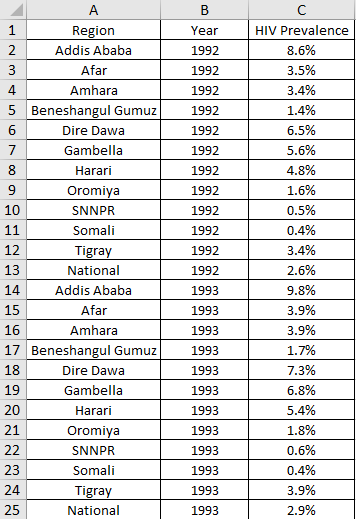 A B C
1 Region Year HIV Prevalence
2 Addis Ababa 1992 8.6%
3 Afar 1992 3.5%
4 Amhara 1992 3.4%
5 Beneshangul Gumuz 1992 1.4%
6 Dire Dawa 1992 6.5%
7 Gambella 1992 5.6%
8 Harari 1992 4.8%
9 Oromiya 1992 1.6%
10 SNNPR 1992 0.5%
11 Somali 1992 0.4%
12 Tigray 1992 3.4%
13 National 1992 2.6%
14 Addis Ababa 1993 9.8%
15 Afar 1993 3.9%
16 Amhara 1993 3.9%
17 Beneshangul Gumuz 1993 1.7%
18 Dire Dawa 1993 7.3%
19 Gambella 1993 6.8%
20 Harari 1993 5.4%
21 Oromiya 1993 1.8%
22 SNNPR 1993 0.6%
23 Somali 1993 0.4%
24 Tigray 1993 3.9%
25 National 1993 2.9%